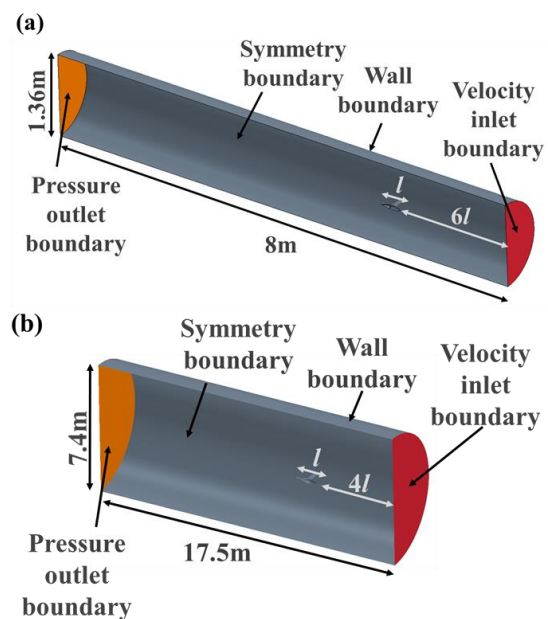 (a)
Symmetry
boundary
Wall
boundary
Velocity
inlet
boundary
1.36m
Pressure
outlet
boundary
l
6l
8m
(b)
Symmetry
boundary
Wall
boundary
Velocity
inlet
boundary
7.4m
l
4l
17.5m
Pressure
outlet
boundary